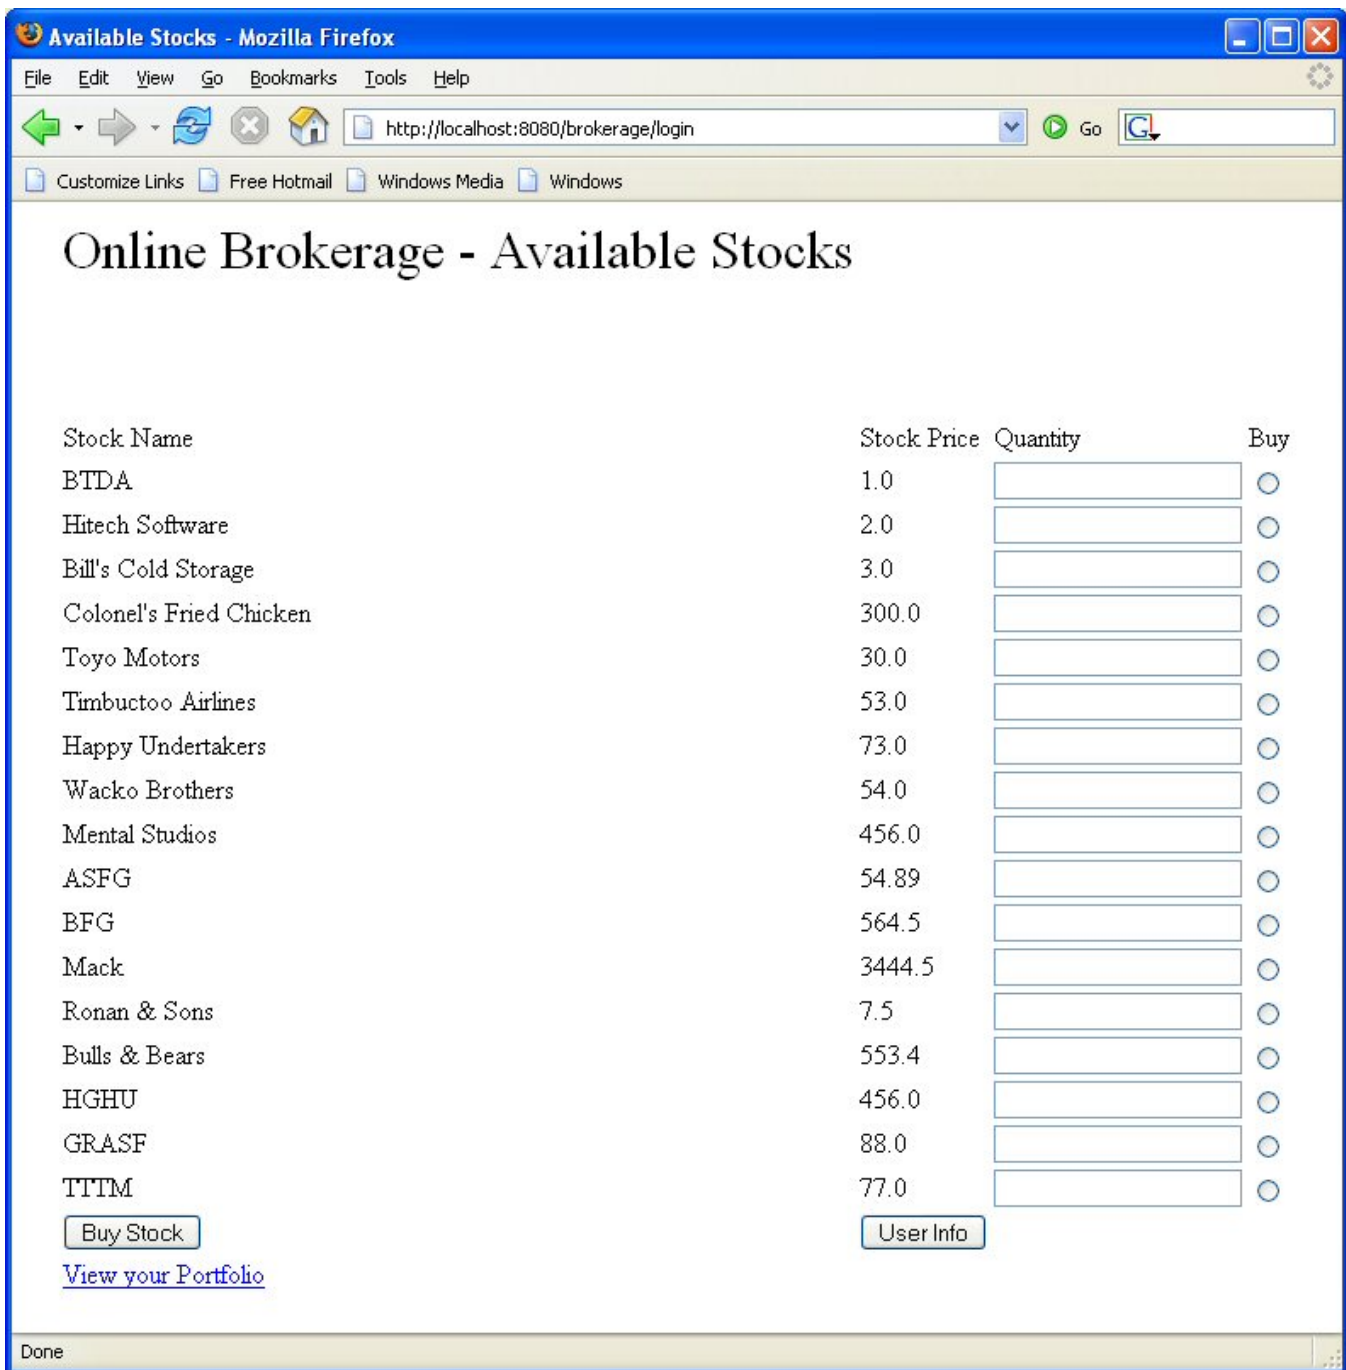 Available Stocks - Mozilla Firefox
File Edit View Go Bookmarks Tools Help
http://localhost:8080/brokerage/login Go G
Customize Links Free Hotmail Windows Media Windows
Online Brokerage - Available Stocks
Stock Name Stock Price Quantity Buy
BTDA 1.0
Hitech Software 2.0
Bill's Cold Storage 3.0
Colonel's Fried Chicken 300.0
Toyo Motors 30.0
Timbuctoo Airlines 53.0
Happy Undertakers 73.0
Wacko Brothers 54.0
Mental Studios 456.0
ASFG 54.89
BFG 564.5
Mack 3444.5
Ronan & Sons 7.5
Bulls & Bears 553.4
HGHU 456.0
GRASF 88.0
TTTM 77.0
Buy Stock User Info
View your Portfolio
Done